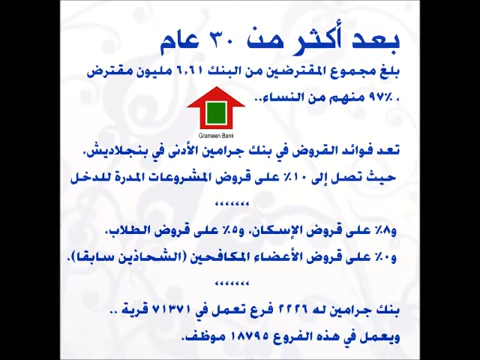 بعد أكثر من ٣٠ عام
بلغ مجموع المقترضين من البنك ٦،٦١ مليون مقترض
، ٩٧٪ منهم من النساء..
Grameen Bank
تعد فوائد القروض في بنك جرامين الأدنى في بنجلاديش،
حيث تصل إلى ١٠٪ على قروض المشروعات المدرة للدخل
،،،،،،،
و٨٪ على قروض الإسكان، و٥٪ على قروض الطلاب،
و٠٪ على قروض الأعضاء المكافحين (الشحاذين سابقا).
،،،،،،،
بنك جرامين له ٢٢٢٦ فرع تعمل في ٧١٣٧١ قرية ..
ويعمل في هذه الفروع ١٨٧٩٥ موظف.